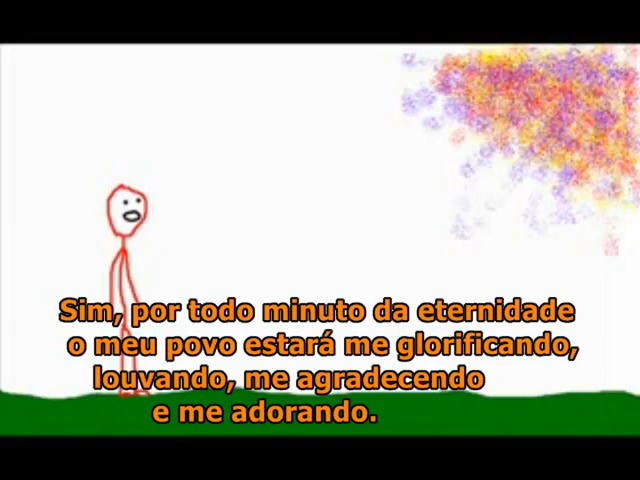 Sim, por todo minuto da eternidade
o meu povo estará me glorificando,
louvando, me agradecendo
e me adorando.